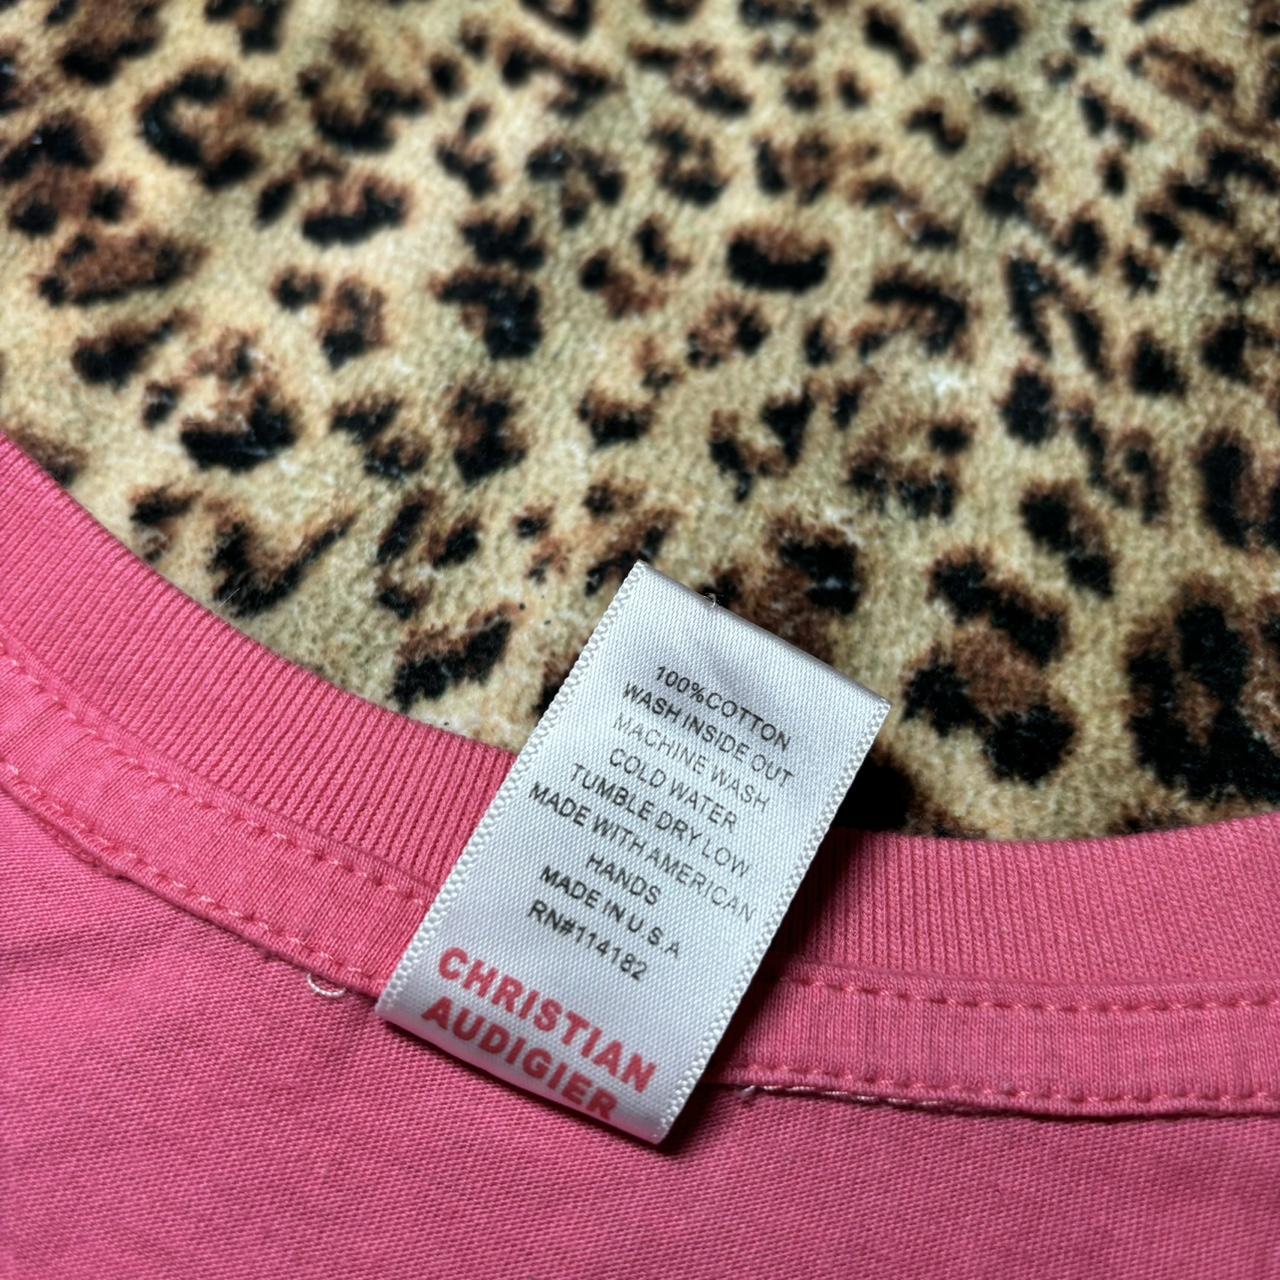 100%COTTON
WASH INSIDE OUT
MACHINE WASH
COLD WATER
TUMBLE DRY LOW
MADE WITH AMERICAN
HANDS
MADE IN U.S.A
RN#114182
CHRISTIAN
AUDIGIER